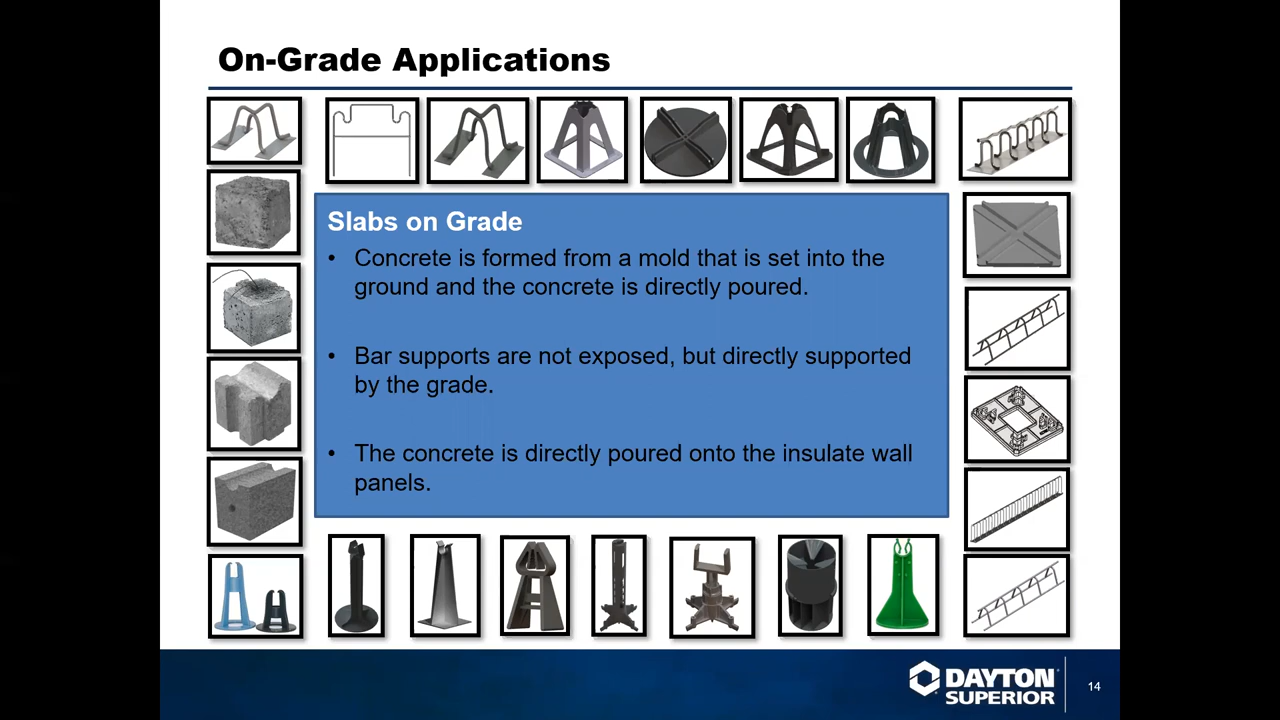 On-Grade Applications
Slabs on Grade
• Concrete is formed from a mold that is set into the
ground and the concrete is directly poured.
• Bar supports are not exposed, but directly supported
by the grade.
• The concrete is directly poured onto the insulate wall
panels.
DAYTON
SUPERIOR
14